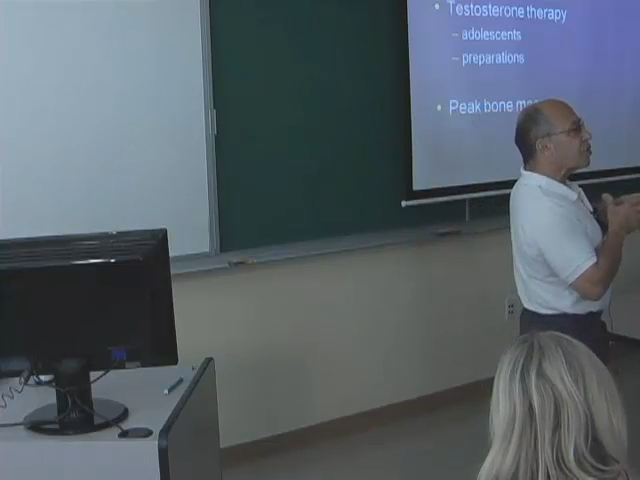 • Testosterone therapy
– adolescents
– preparations
• Peak bone